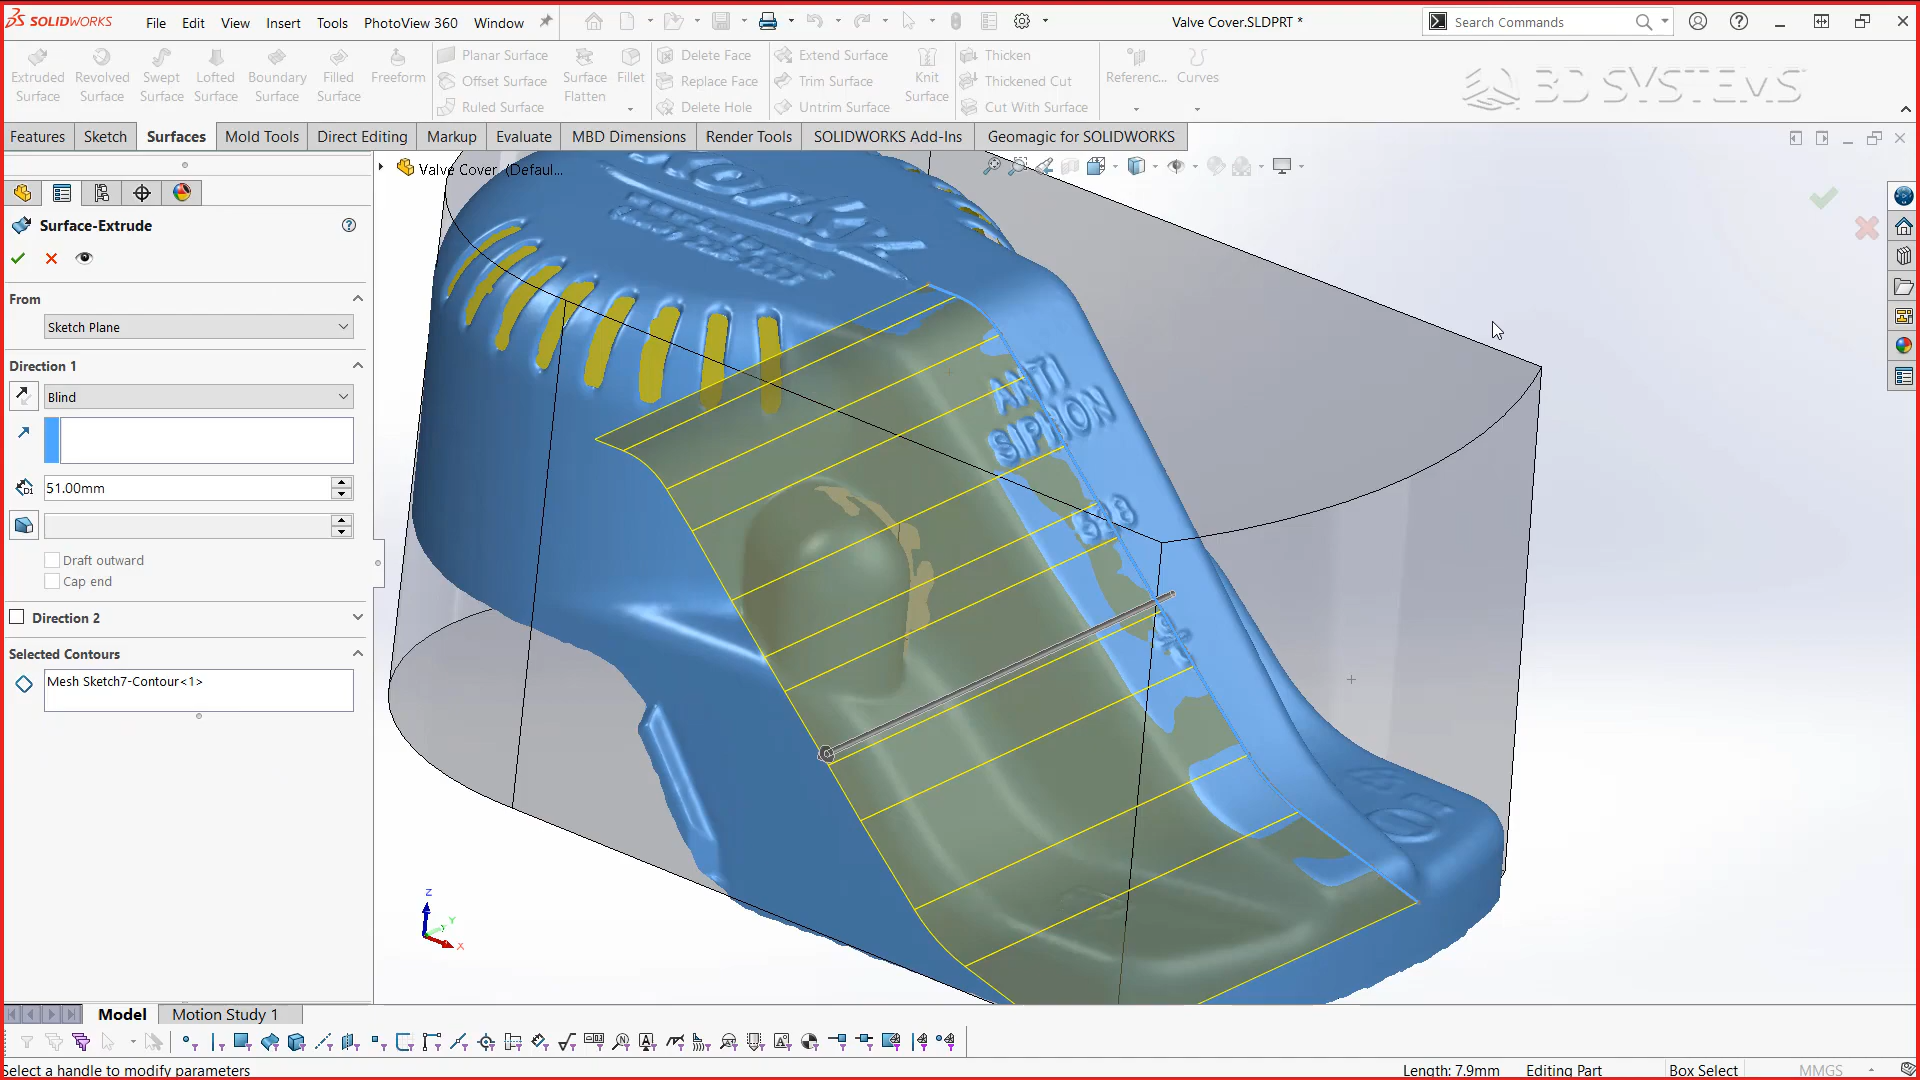 SOLIDWORKS File Edit View Insert Tools PhotoView 360 Window Valve Cover.SLDPRT * Search Commands
Extruded Surface
Revolved Surface
Swept Surface
Lofted Surface
Boundary Surface
Filled Surface
Freeform
Planar Surface
Offset Surface
Ruled Surface
Surface Flatten
Fillet
Delete Face
Replace Face
Delete Hole
Extend Surface
Trim Surface
Untrim Surface
Knit Surface
Thicken
Thickened Cut
Cut With Surface
Referenc...
Curves
3D SYSTEMS
Features Sketch Surfaces Mold Tools Direct Editing Markup Evaluate MBD Dimensions Render Tools SOLIDWORKS Add-Ins Geomagic for SOLIDWORKS
Valve Cover (Defaul...
Surface-Extrude
From
Sketch Plane
Direction 1
Blind
51.00mm
Draft outward
Cap end
Direction 2
Selected Contours
Mesh Sketch7-Contour<1>
ANTI
SIPHON
Z
Y
X
Model Motion Study 1
Select a handle to modify parameters Length: 7.9mm Editing Part Box Select MMGS